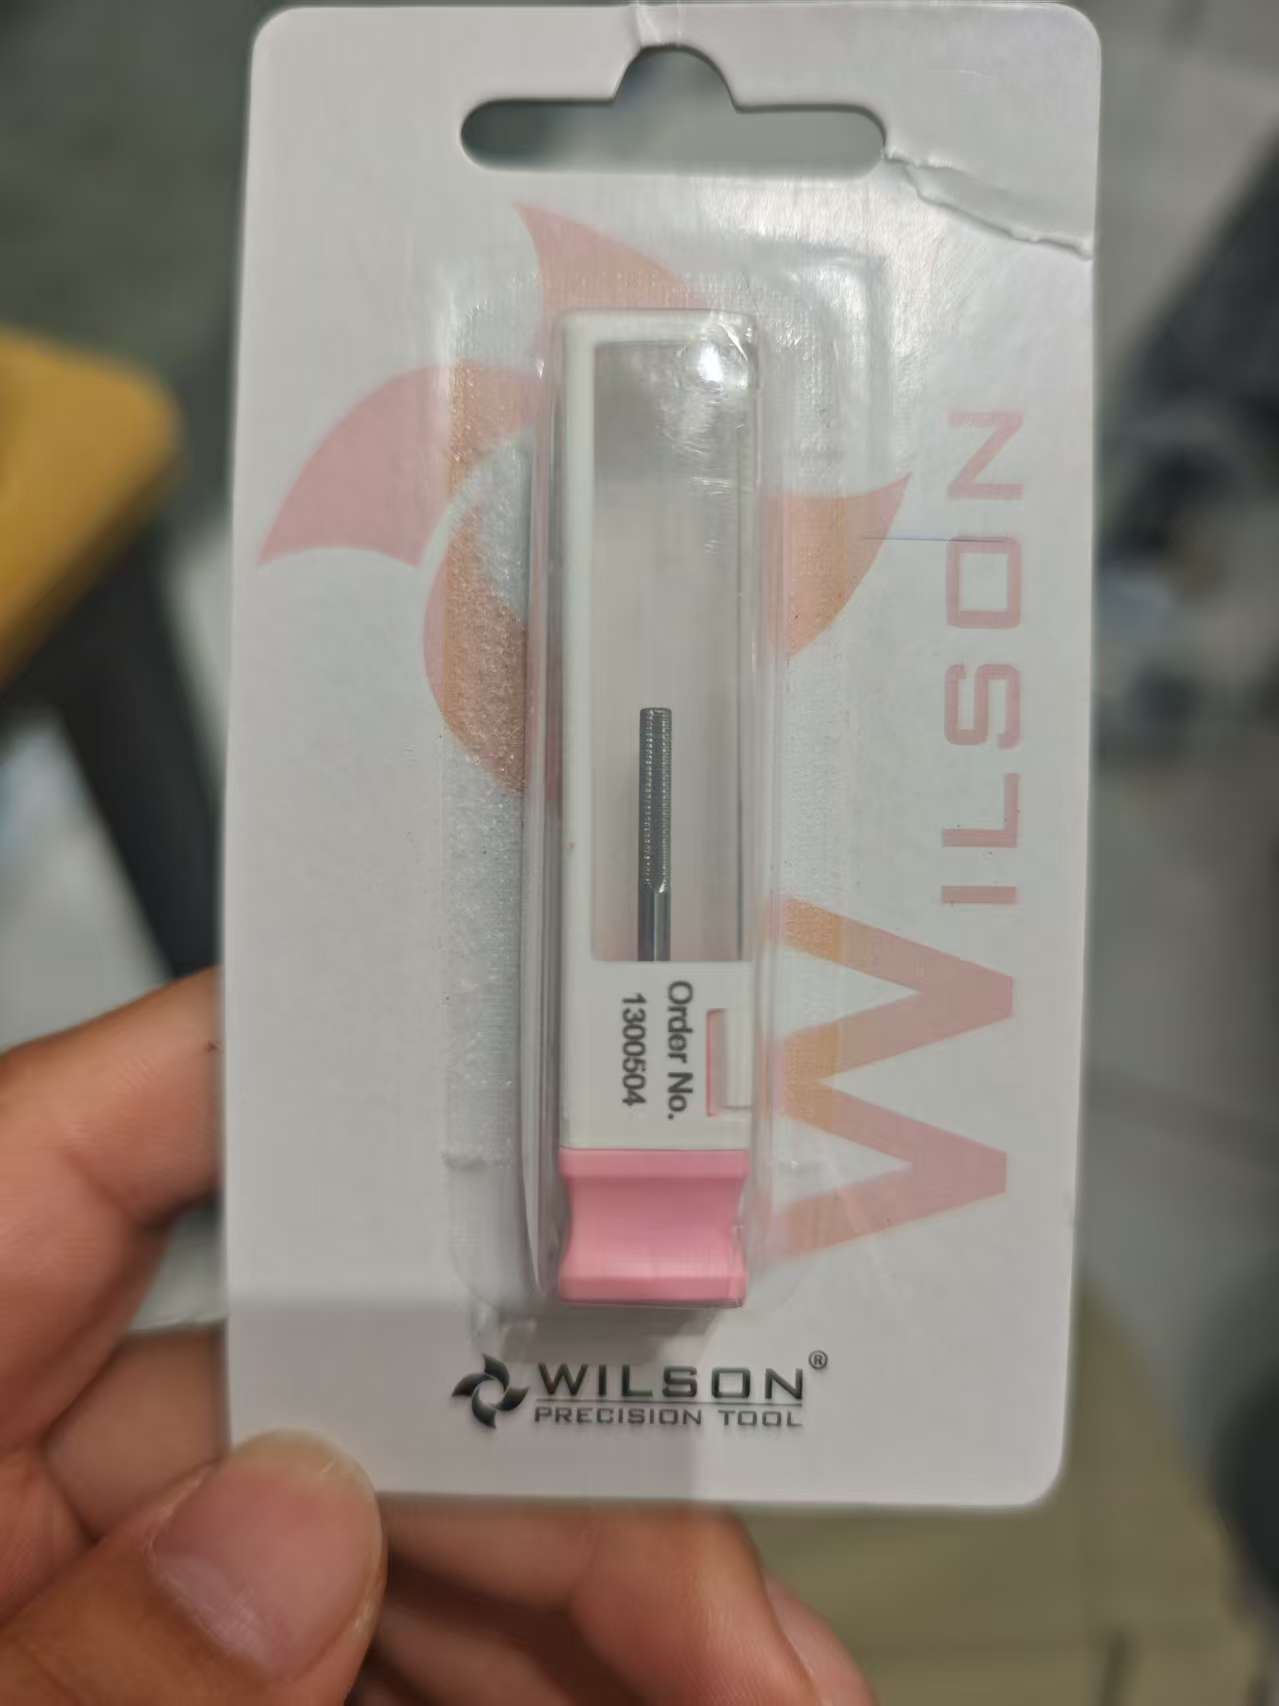 WILSON
Order No.
1300504
WILSON®
PRECISION TOOL